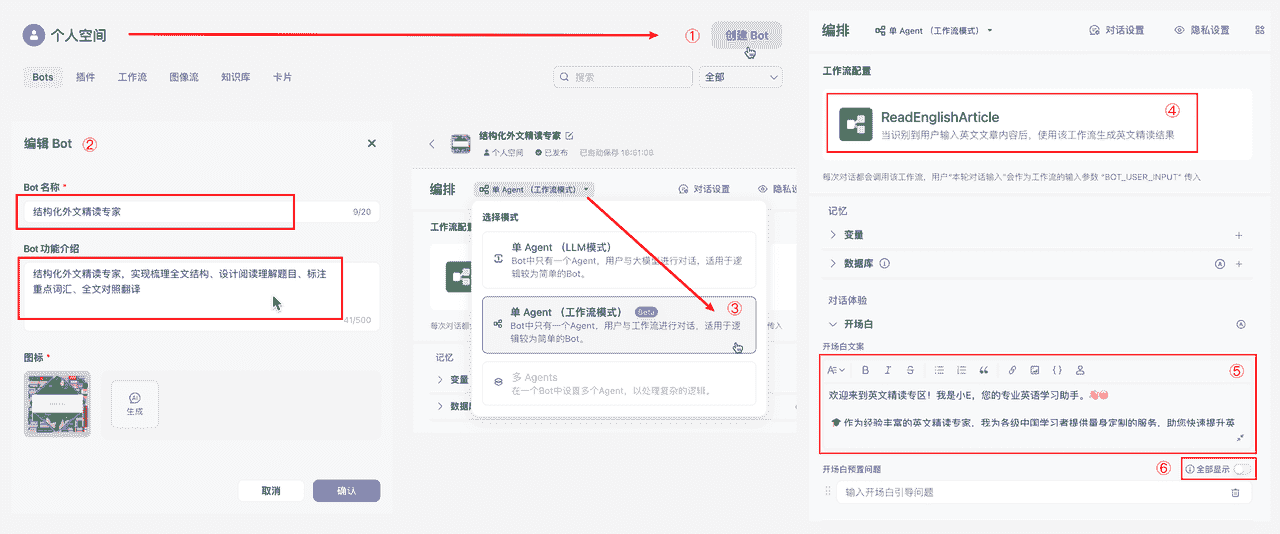 个人空间
①
创建 Bot
Bots
插件
工作流
图像流
知识库
卡片
搜索
全部
编辑 Bot ②
Bot 名称 *
结构化外文精读专家
9/20
Bot 功能介绍
结构化外文精读专家，实现梳理全文结构、设计阅读理解题目、标注
重点词汇、全文对照翻译
41/500
图标 *
AI
生成
取消
确认
结构化外文精读专家
个人空间
已发布
已自动保存 16:51:08
编排
单 Agent （工作流模式）
对话设置
隐私设
工作流配置
选择模式
单 Agent （LLM模式）
Bot中只有一个Agent，用户与大模型进行对话，适用于逻
辑较为简单的Bot。
单 Agent （工作流模式）
Beta
③
Bot中只有一个Agent，用户与工作流进行对话，适用于逻
辑较为简单的Bot。
多 Agents
在一个Bot中设置多个Agent，以处理复杂的逻辑。
每次对话都会
传入
记忆
变量
数据库
编排
单 Agent （工作流模式）
对话设置
隐私设置
工作流配置
ReadEnglishArticle
④
当识别到用户输入英文文章内容后，使用该工作流生成英文精读结果
每次对话都会调用该工作流，用户“本轮对话输入”会作为工作流的输入参数 “BOT_USER_INPUT” 传入
记忆
变量
数据库
对话体验
开场白
开场白文案
⑤
欢迎来到英文精读专区！我是小E，您的专业英语学习助手。
作为经验丰富的英文精读专家，我为各级中国学习者提供量身定制的服务，助您快速提升英
开场白预置问题
⑥
全部显示
输入开场白引导问题